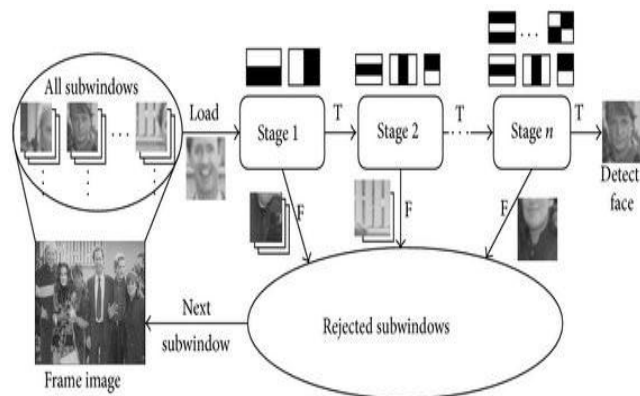 All subwindows
Load
Stage 1
T
Stage 2
T
Stage n
T
Detect
face
F
F
F
Rejected subwindows
Next
subwindow
Frame image